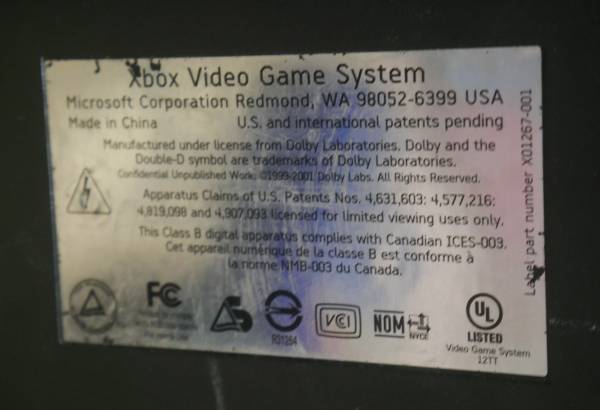 Xbox Video Game System
Microsoft Corporation Redmond, WA 98052-6399 USA
Made in China U.S. and international patents pending
Manufactured under license from Dolby Laboratories. Dolby and the
Double-D symbol are trademarks of Dolby Laboratories.
Confidential Unpublished Work. ©1999-2001 Dolby Labs. All Rights Reserved.
Apparatus Claims of U.S. Patents Nos. 4,631,603; 4,577,216;
4,819,098 and 4,907,093 licensed for limited viewing uses only.
This Class B digital apparatus complies with Canadian ICES-003.
Cet appareil numérique de la classe B est conforme à
la norme NMB-003 du Canada.
Label part number X01267-001
FC
VCI
NOM
NYCE
UL
LISTED
Video Game System
12TT